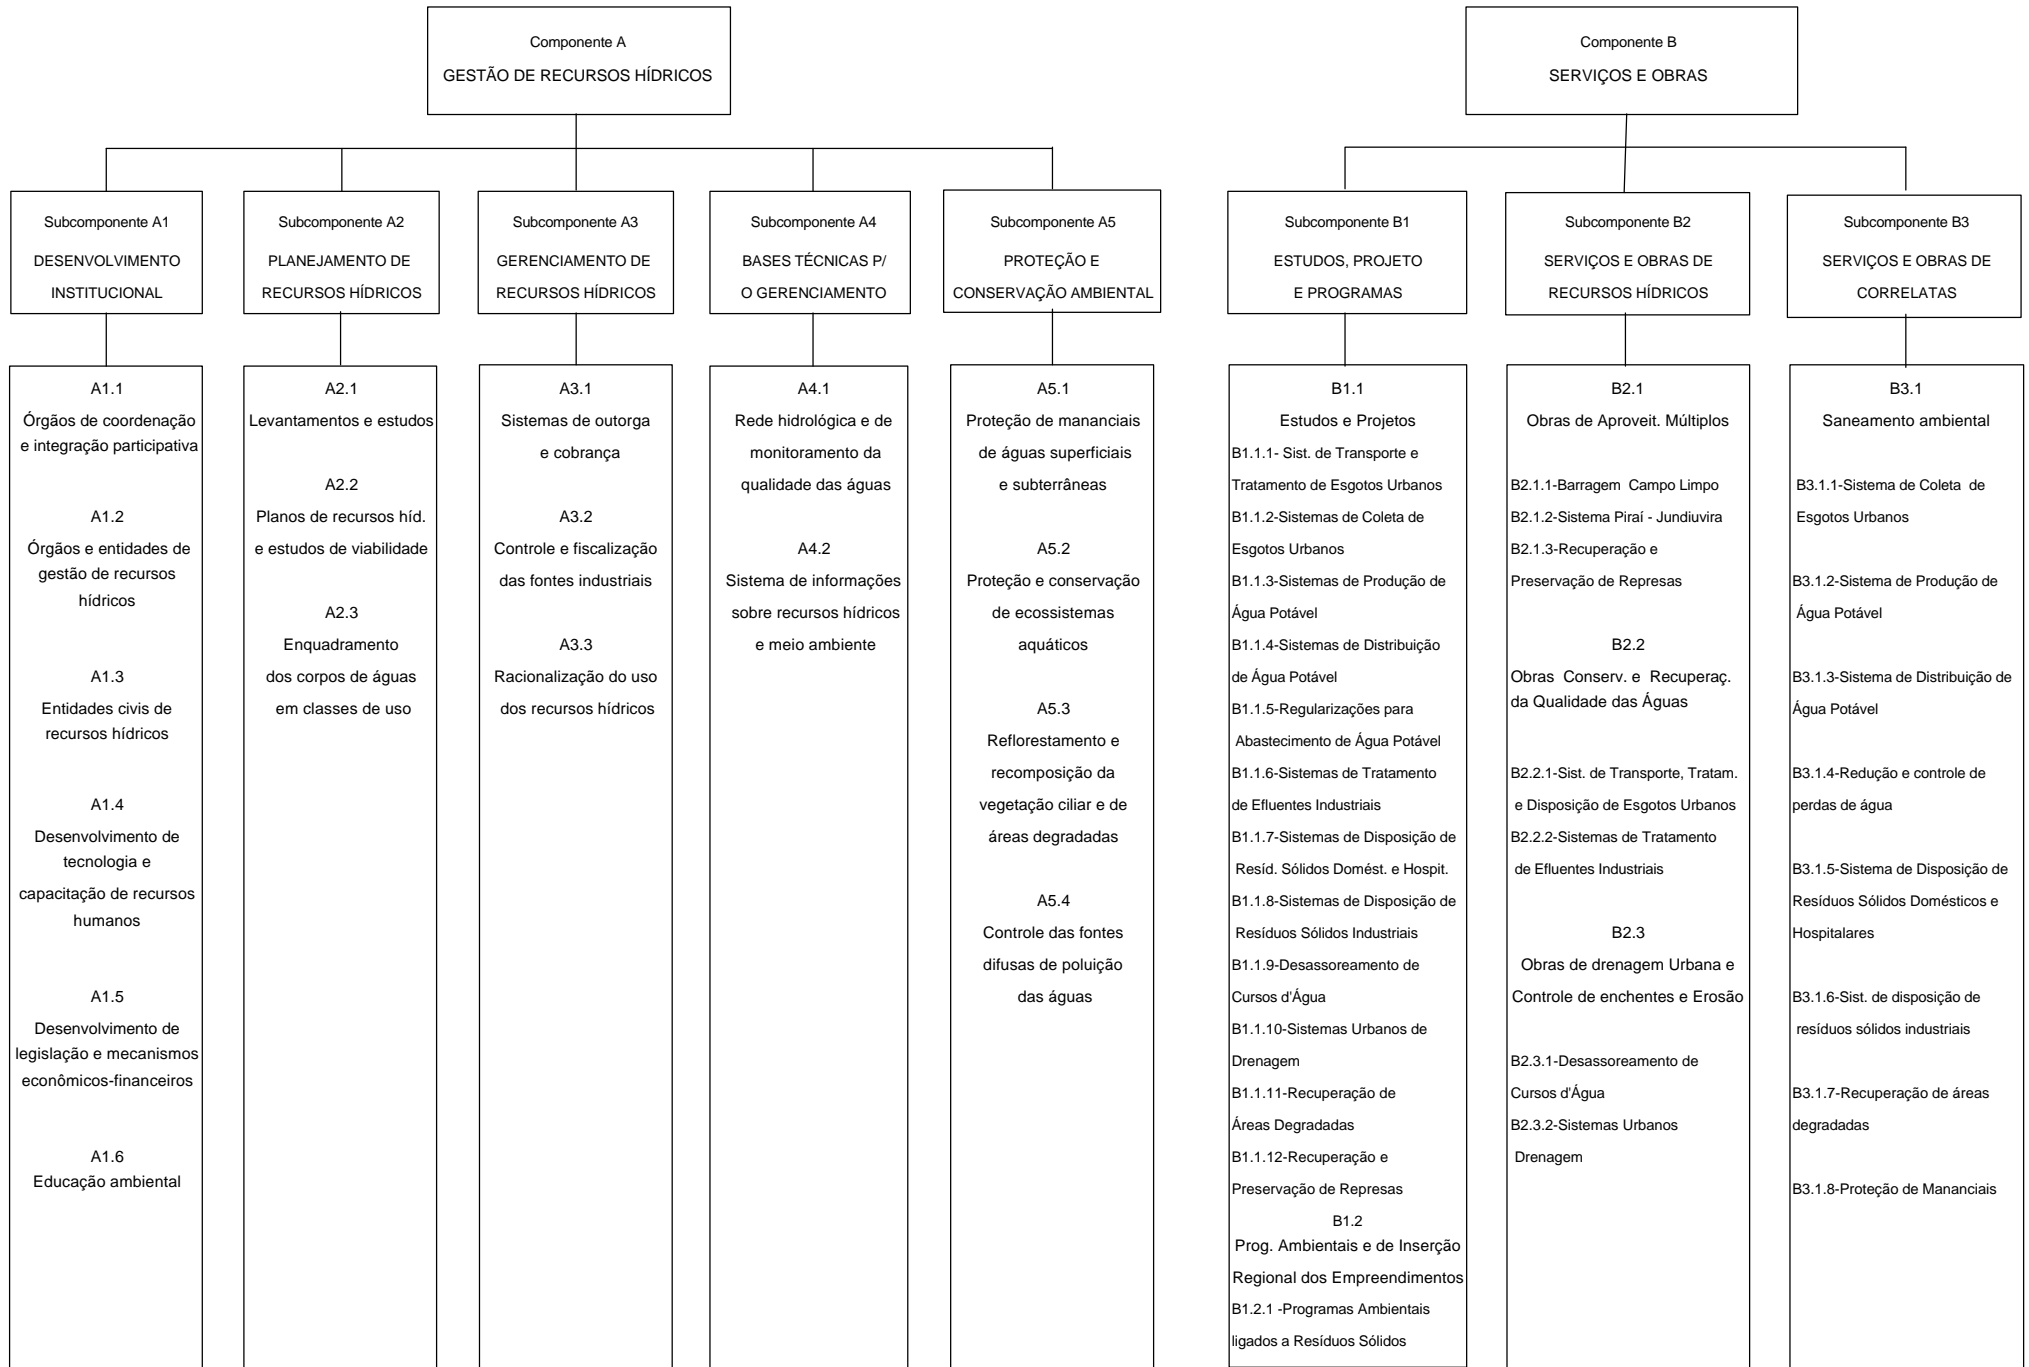 Componente A
GESTÃO DE RECURSOS HÍDRICOS
Componente B
SERVIÇOS E OBRAS
Subcomponente A1
DESENVOLVIMENTO
INSTITUCIONAL
Subcomponente A2
PLANEJAMENTO DE
RECURSOS HÍDRICOS
Subcomponente A3
GERENCIAMENTO DE
RECURSOS HÍDRICOS
Subcomponente A4
BASES TÉCNICAS P/
O GERENCIAMENTO
Subcomponente A5
PROTEÇÃO E
CONSERVAÇÃO AMBIENTAL
Subcomponente B1
ESTUDOS, PROJETO
E PROGRAMAS
Subcomponente B2
SERVIÇOS E OBRAS DE
RECURSOS HÍDRICOS
Subcomponente B3
SERVIÇOS E OBRAS DE
CORRELATAS
A1.1
Órgãos de coordenação
e integração participativa
A1.2
Órgãos e entidades de
gestão de recursos
hídricos
A1.3
Entidades civis de
recursos hídricos
A1.4
Desenvolvimento de
tecnologia e
capacitação de recursos
humanos
A1.5
Desenvolvimento de
legislação e mecanismos
econômicos-financeiros
A1.6
Educação ambiental
A2.1
Levantamentos e estudos
A2.2
Planos de recursos híd.
e estudos de viabilidade
A2.3
Enquadramento
dos corpos de águas
em classes de uso
A3.1
Sistemas de outorga
e cobrança
A3.2
Controle e fiscalização
das fontes industriais
A3.3
Racionalização do uso
dos recursos hídricos
A4.1
Rede hidrológica e de
monitoramento da
qualidade das águas
A4.2
Sistema de informações
sobre recursos hídricos
e meio ambiente
A5.1
Proteção de mananciais
de águas superficiais
e subterrâneas
A5.2
Proteção e conservação
de ecossistemas
aquáticos
A5.3
Reflorestamento e
recomposição da
vegetação ciliar e de
áreas degradadas
A5.4
Controle das fontes
difusas de poluição
das águas
B1.1
Estudos e Projetos
B1.1.1- Sist. de Transporte e
Tratamento de Esgotos Urbanos
B1.1.2-Sistemas de Coleta de
Esgotos Urbanos
B1.1.3-Sistemas de Produção de
Água Potável
B1.1.4-Sistemas de Distribuição
de Água Potável
B1.1.5-Regularizações para
Abastecimento de Água Potável
B1.1.6-Sistemas de Tratamento
de Efluentes Industriais
B1.1.7-Sistemas de Disposição de
Resíd. Sólidos Domést. e Hospit.
B1.1.8-Sistemas de Disposição de
Resíduos Sólidos Industriais
B1.1.9-Desassoreamento de
Cursos d'Água
B1.1.10-Sistemas Urbanos de
Drenagem
B1.1.11-Recuperação de
Áreas Degradadas
B1.1.12-Recuperação e
Preservação de Represas
B1.2
Prog. Ambientais e de Inserção
Regional dos Empreendimentos
B1.2.1 -Programas Ambientais
ligados a Resíduos Sólidos
B2.1
Obras de Aproveit. Múltiplos
B2.1.1-Barragem Campo Limpo
B2.1.2-Sistema Piraí - Jundiuvira
B2.1.3-Recuperação e
Preservação de Represas
B2.2
Obras Conserv. e Recuperaç.
da Qualidade das Águas
B2.2.1-Sist. de Transporte, Tratam.
e Disposição de Esgotos Urbanos
B2.2.2-Sistemas de Tratamento
de Efluentes Industriais
B2.3
Obras de drenagem Urbana e
Controle de enchentes e Erosão
B2.3.1-Desassoreamento de
Cursos d'Água
B2.3.2-Sistemas Urbanos
Drenagem
B3.1
Saneamento ambiental
B3.1.1-Sistema de Coleta de
Esgotos Urbanos
B3.1.2-Sistema de Produção de
Água Potável
B3.1.3-Sistema de Distribuição de
Água Potável
B3.1.4-Redução e controle de
perdas de água
B3.1.5-Sistema de Disposição de
Resíduos Sólidos Domésticos e
Hospitalares
B3.1.6-Sist. de disposição de
resíduos sólidos industriais
B3.1.7-Recuperação de áreas
degradadas
B3.1.8-Proteção de Mananciais